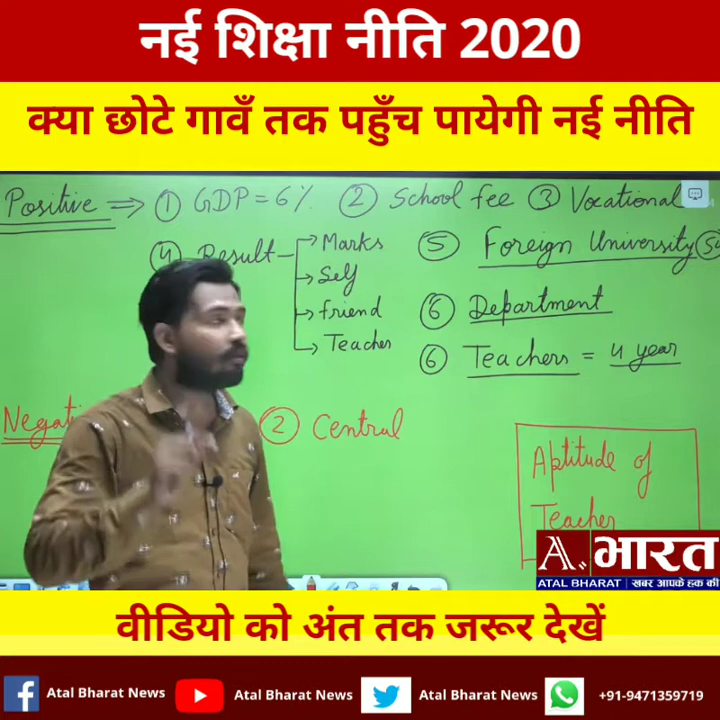 नई शिक्षा नीति 2020
क्या छोटे गावँ तक पहुँच पायेगी नई नीति
Positive ⇒ ① GDP = 6% ② School fee ③ Vocational
④ Result
Marks
Self
friend
Teacher
⑤ Foreign University
⑥ Department
⑥ Teachers = 4 year
Negati
② Central
Aptitude of
Teacher
A.भारत
ATAL BHARAT | खबर आपके हक की
वीडियो को अंत तक जरूर देखें
Atal Bharat News
Atal Bharat News
Atal Bharat News
+91-9471359719